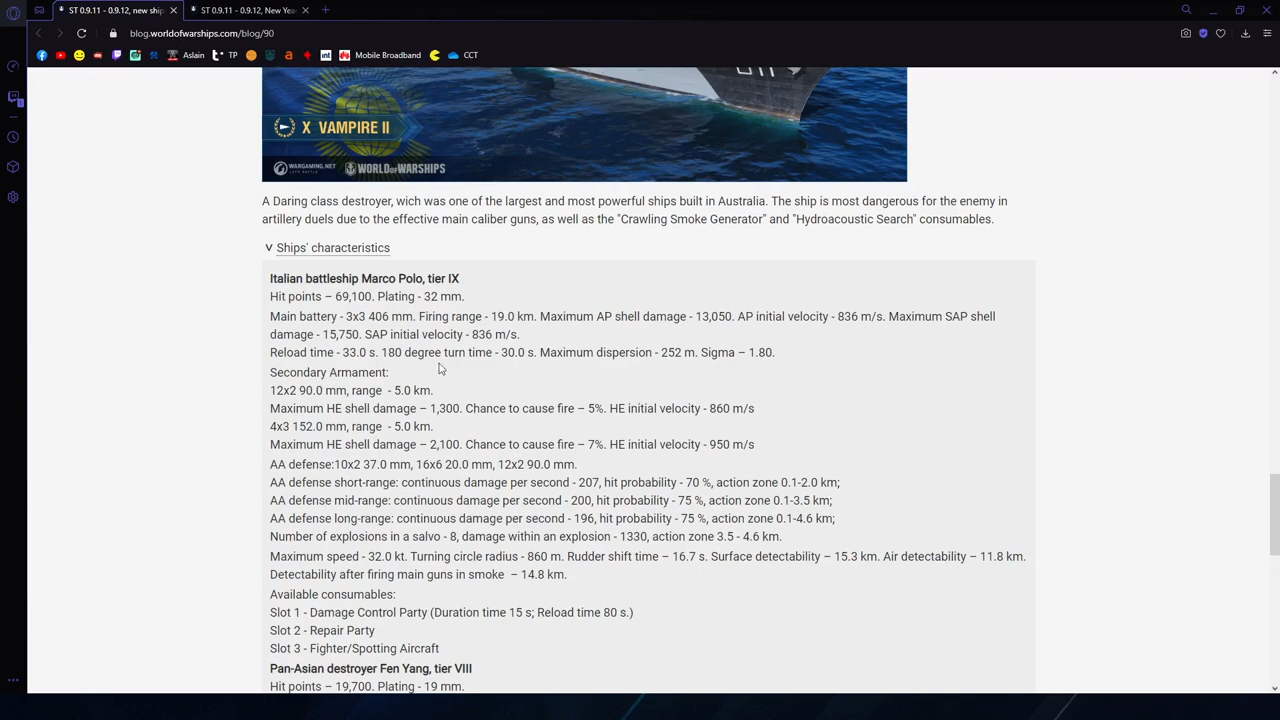 ST 0.9.11 - 0.9.12, new ship
ST 0.9.11 - 0.9.12, New Yea
blog.worldofwarships.com/blog/90
Aslain
TP
int
Mobile Broadband
CCT
X VAMPIRE II
WARGAMING.NET
LET'S BATTLE
WORLD OF WARSHIPS
A Daring class destroyer, wich was one of the largest and most powerful ships built in Australia. The ship is most dangerous for the enemy in
artillery duels due to the effective main caliber guns, as well as the "Crawling Smoke Generator" and "Hydroacoustic Search" consumables.
Ships' characteristics
Italian battleship Marco Polo, tier IX
Hit points – 69,100. Plating - 32 mm.
Main battery - 3x3 406 mm. Firing range - 19.0 km. Maximum AP shell damage - 13,050. AP initial velocity - 836 m/s. Maximum SAP shell
damage - 15,750. SAP initial velocity - 836 m/s.
Reload time - 33.0 s. 180 degree turn time - 30.0 s. Maximum dispersion - 252 m. Sigma – 1.80.
Secondary Armament:
12x2 90.0 mm, range  - 5.0 km.
Maximum HE shell damage – 1,300. Chance to cause fire – 5%. HE initial velocity - 860 m/s
4x3 152.0 mm, range  - 5.0 km.
Maximum HE shell damage – 2,100. Chance to cause fire – 7%. HE initial velocity - 950 m/s
AA defense:10x2 37.0 mm, 16x6 20.0 mm, 12x2 90.0 mm.
AA defense short-range: continuous damage per second - 207, hit probability - 70 %, action zone 0.1-2.0 km;
AA defense mid-range: continuous damage per second - 200, hit probability - 75 %, action zone 0.1-3.5 km;
AA defense long-range: continuous damage per second - 196, hit probability - 75 %, action zone 0.1-4.6 km;
Number of explosions in a salvo - 8, damage within an explosion - 1330, action zone 3.5 - 4.6 km.
Maximum speed - 32.0 kt. Turning circle radius - 860 m. Rudder shift time – 16.7 s. Surface detectability – 15.3 km. Air detectability – 11.8 km.
Detectability after firing main guns in smoke  – 14.8 km.
Available consumables:
Slot 1 - Damage Control Party (Duration time 15 s; Reload time 80 s.)
Slot 2 - Repair Party
Slot 3 - Fighter/Spotting Aircraft
Pan-Asian destroyer Fen Yang, tier VIII
Hit points – 19,700. Plating - 19 mm.